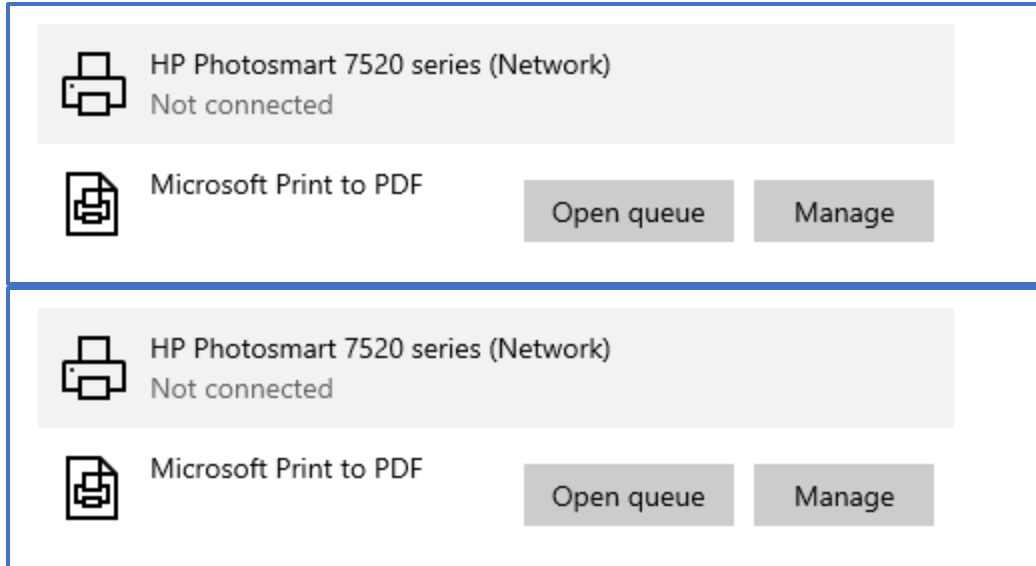 HP Photosmart 7520 series (Network)
Not connected
Microsoft Print to PDF
Open queue Manage
HP Photosmart 7520 series (Network)
Not connected
Microsoft Print to PDF
Open queue Manage